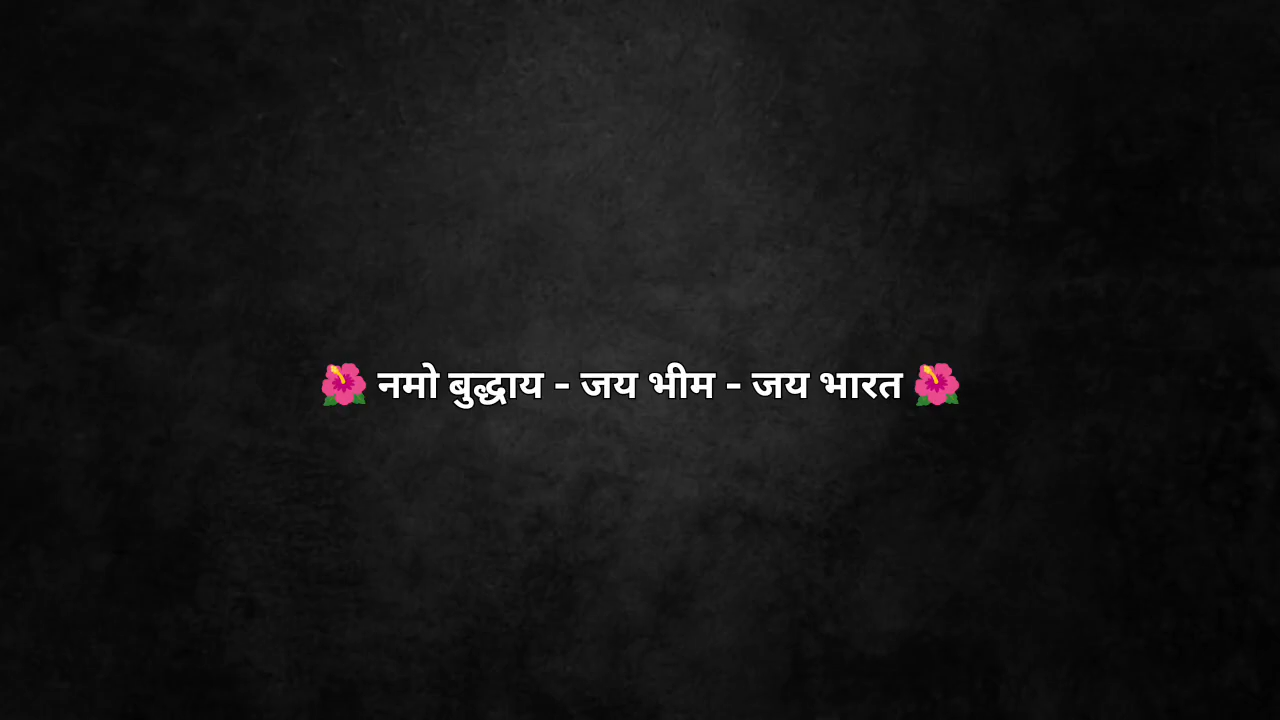 🌺 नमो बुद्धाय - जय भीम - जय भारत 🌺